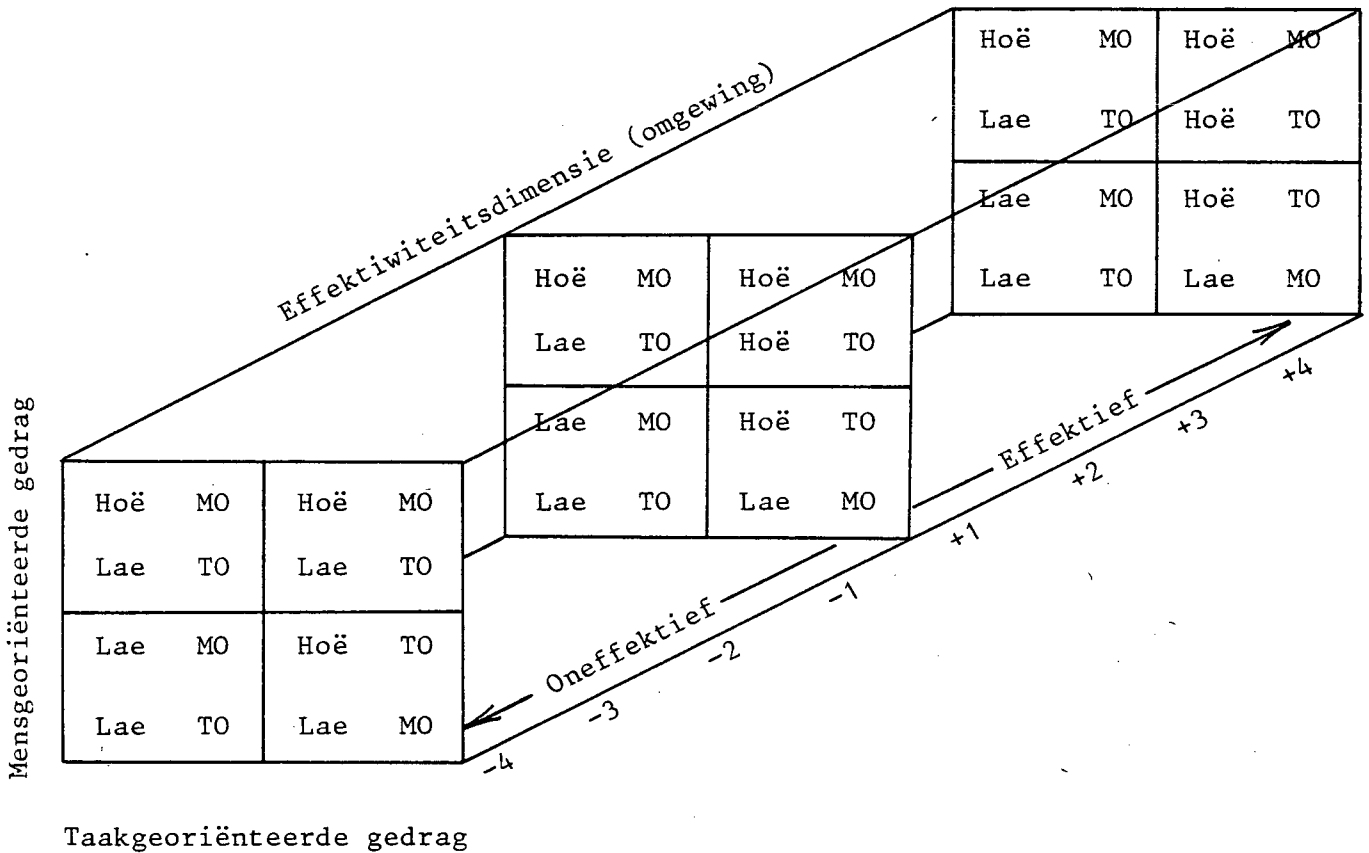 Effektiwiteitsdimensie (omgewing)
Hoë MO Hoë MO
Lae TO Hoë TO
Lae MO Hoë TO
Lae TO Lae MO
Hoë MO Hoë MO
Lae TO Hoë TO
Lae MO Hoë TO
Lae TO Lae MO
Hoë MO Hoë MO
Lae TO Lae TO
Lae MO Hoë TO
Lae TO Lae MO
Effektief
Oneffektief
-4
-3
-2
-1
+1
+2
+3
+4
Mensgeoriënteerde gedrag
Taakgeoriënteerde gedrag